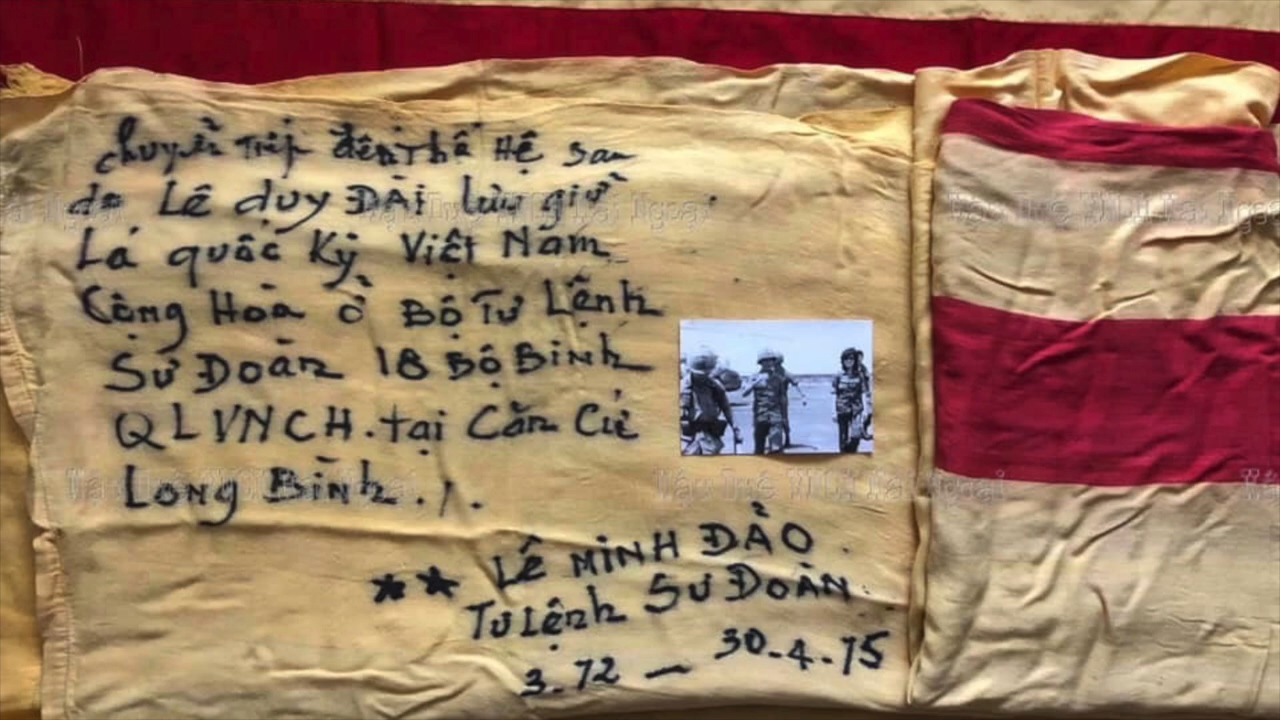 chuyển Tiếp đến Thế Hệ sau
do Lê duy ĐẠI lưu giữ
Lá quốc Kỳ Việt Nam
Cộng Hòa ở Bộ Tư Lệnh
Sư Đoàn 18 Bộ Binh
QLVNCH. tại Căn Cứ
Long Bình ./.
★★ LÊ MINH ĐẢO
Tư Lệnh SƯ ĐOÀN
3.72 — 30.4.75